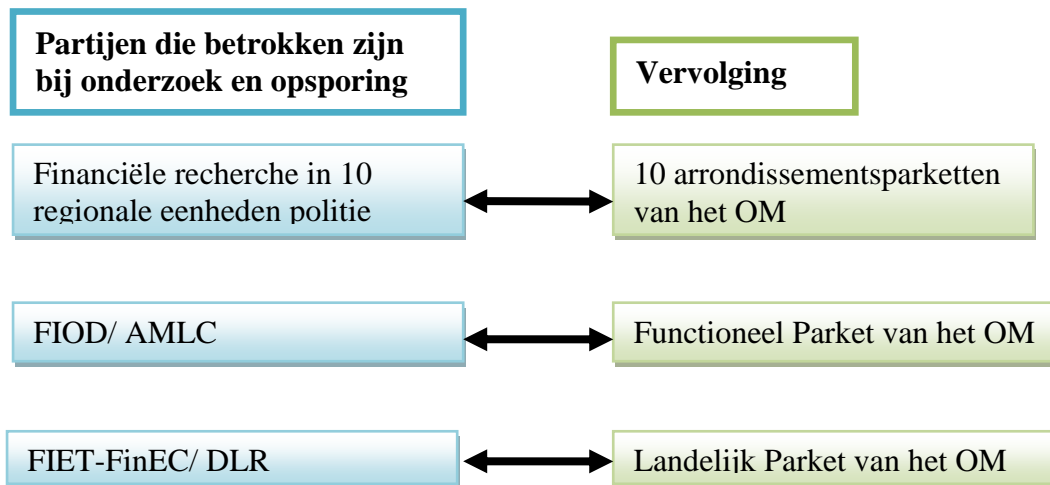 Partijen die betrokken zijn
bij onderzoek en opsporing
Vervolging
Financiële recherche in 10
regionale eenheden politie
10 arrondissementsparketten
van het OM
FIOD/ AMLC
Functioneel Parket van het OM
FIET-FinEC/ DLR
Landelijk Parket van het OM